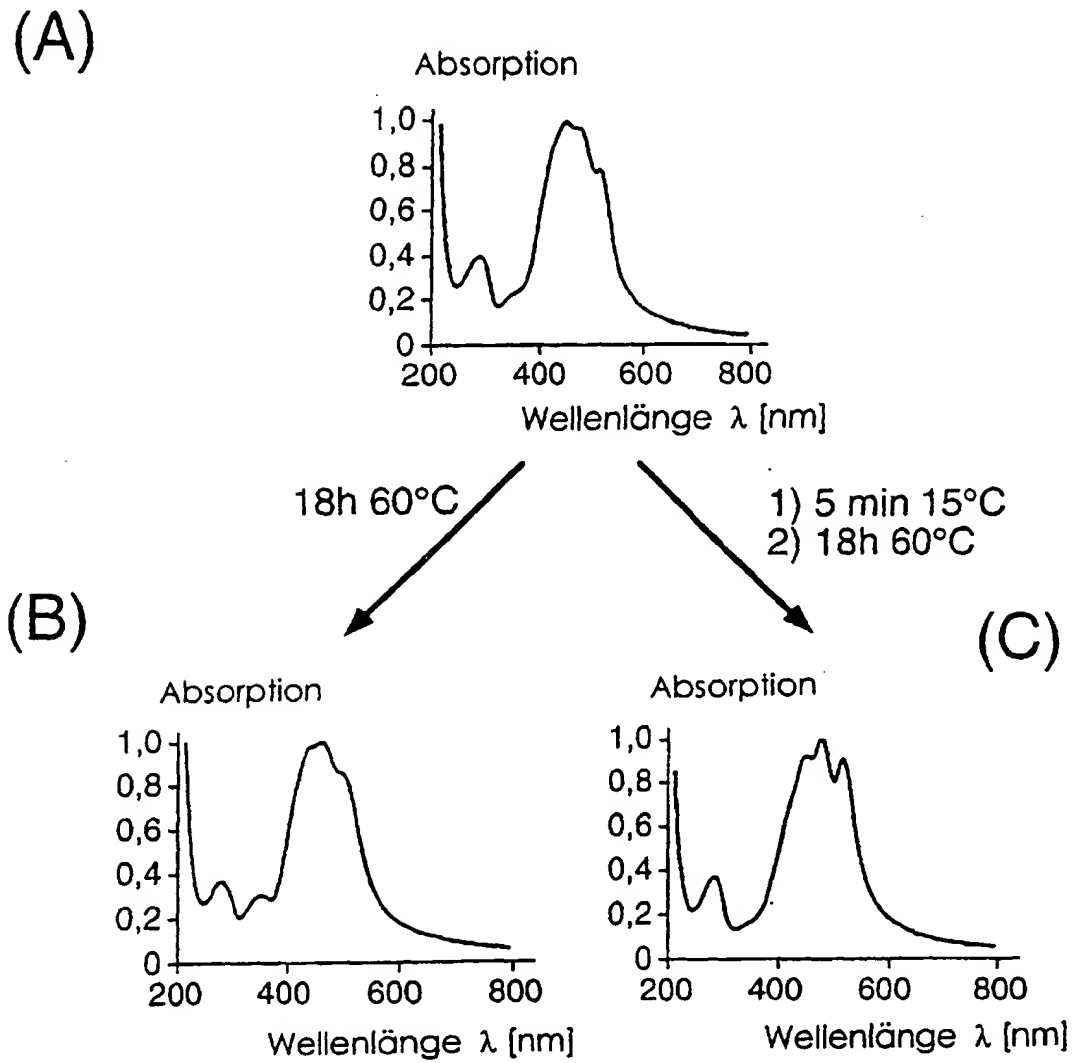 (A)
Absorption
1,0
0,8
0,6
0,4
0,2
0
200 400 600 800
Wellenlänge λ [nm]
18h 60°C
1) 5 min 15°C
2) 18h 60°C
(B)
Absorption
1,0
0,8
0,6
0,4
0,2
0
200 400 600 800
Wellenlänge λ [nm]
(C)
Absorption
1,0
0,8
0,6
0,4
0,2
0
200 400 600 800
Wellenlänge λ [nm]